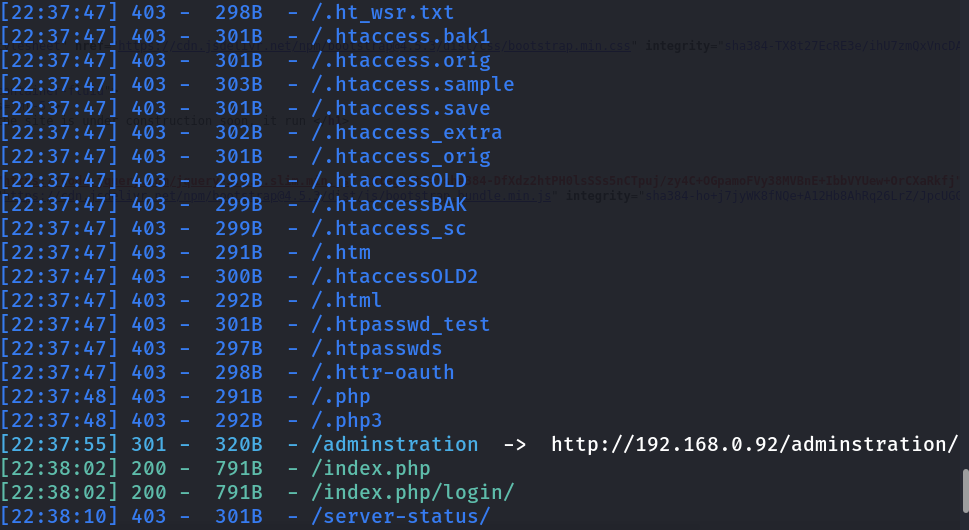 [22:37:47] 403 -  298B  - /.ht_wsr.txt
[22:37:47] 403 -  301B  - /.htaccess.bak1
[22:37:47] 403 -  301B  - /.htaccess.orig
[22:37:47] 403 -  303B  - /.htaccess.sample
[22:37:47] 403 -  301B  - /.htaccess.save
[22:37:47] 403 -  302B  - /.htaccess_extra
[22:37:47] 403 -  301B  - /.htaccess_orig
[22:37:47] 403 -  299B  - /.htaccessOLD
[22:37:47] 403 -  299B  - /.htaccessBAK
[22:37:47] 403 -  299B  - /.htaccess_sc
[22:37:47] 403 -  291B  - /.htm
[22:37:47] 403 -  300B  - /.htaccessOLD2
[22:37:47] 403 -  292B  - /.html
[22:37:47] 403 -  301B  - /.htpasswd_test
[22:37:47] 403 -  297B  - /.htpasswds
[22:37:47] 403 -  298B  - /.httr-oauth
[22:37:48] 403 -  291B  - /.php
[22:37:48] 403 -  292B  - /.php3
[22:37:55] 301 -  320B  - /adminstration  ->  http://192.168.0.92/adminstration/
[22:38:02] 200 -  791B  - /index.php
[22:38:02] 200 -  791B  - /index.php/login/
[22:38:10] 403 -  301B  - /server-status/